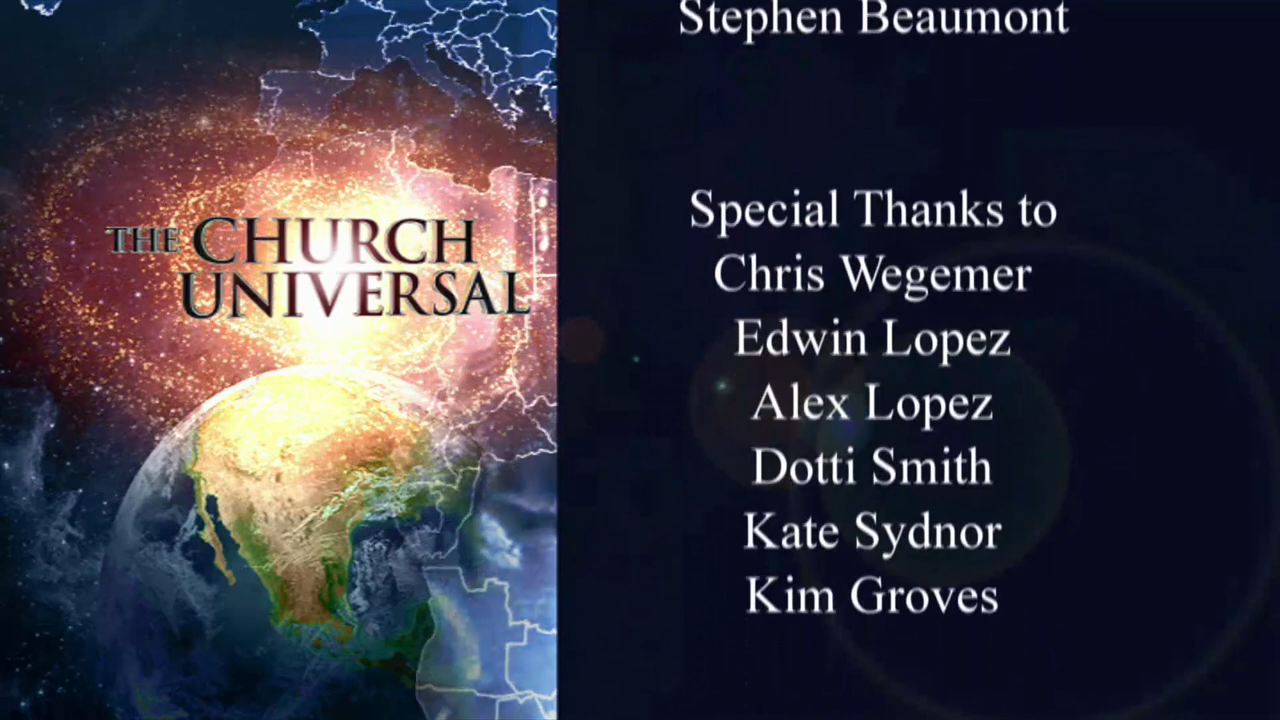 THE CHURCH
UNIVERSAL
Stephen Beaumont
Special Thanks to
Chris Wegemer
Edwin Lopez
Alex Lopez
Dotti Smith
Kate Sydnor
Kim Groves